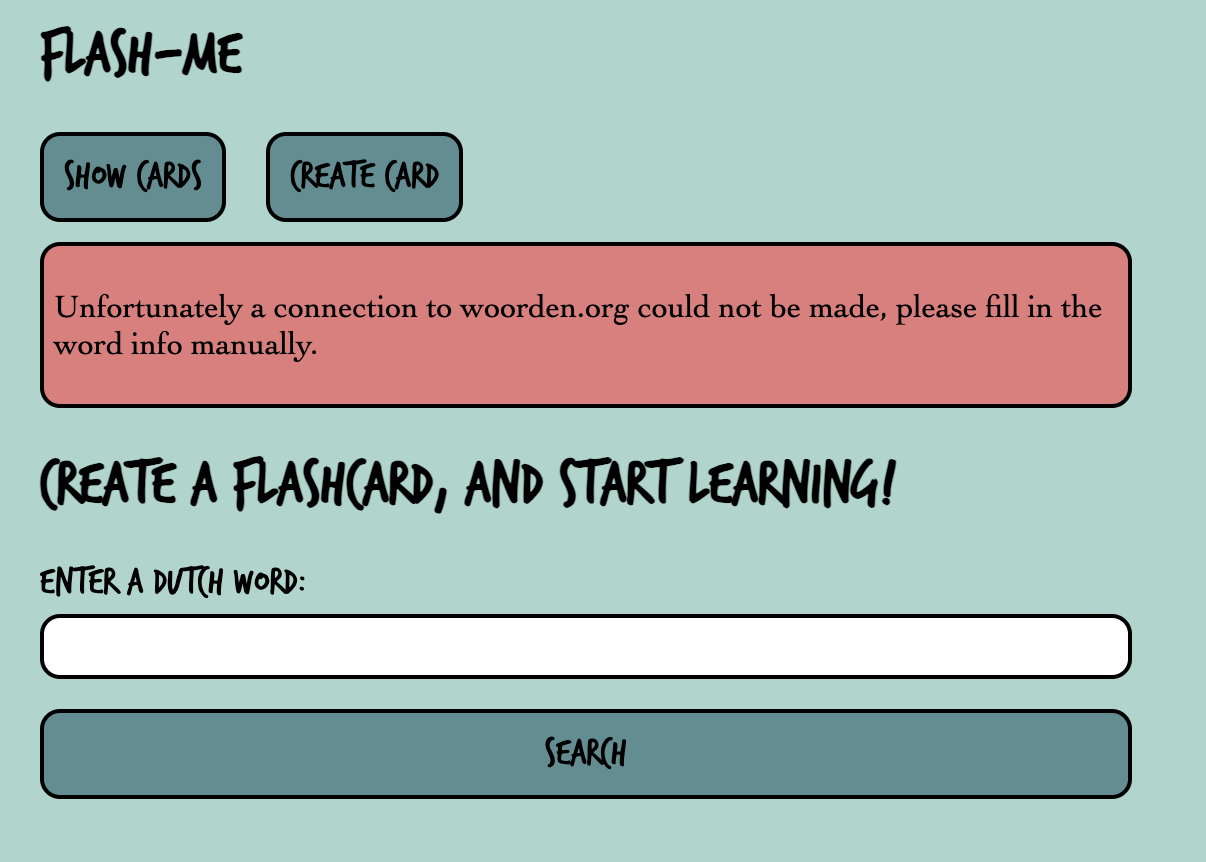 FLASH-ME
SHOW CARDS
CREATE CARD
Unfortunately a connection to woorden.org could not be made, please fill in the
word info manually.
CREATE A FLASHCARD, AND START LEARNING!
ENTER A DUTCH WORD:
SEARCH